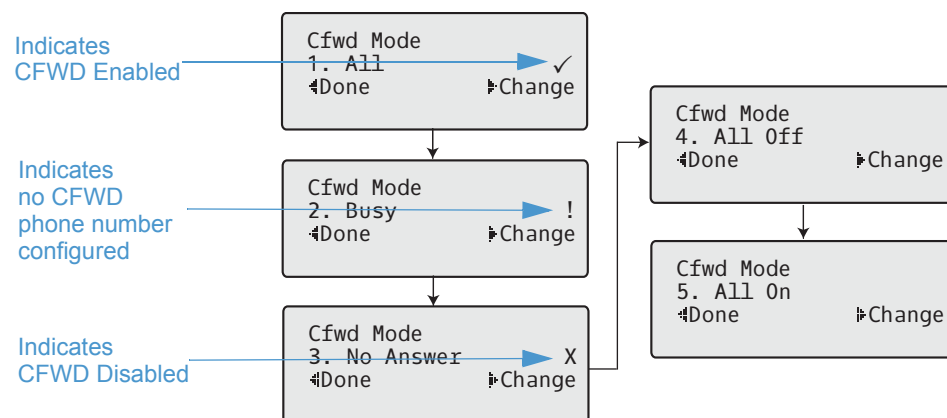 Indicates
CFWD Enabled
Cfwd Mode
1. All ✓
Done Change
Indicates
no CFWD
phone number
configured
Cfwd Mode
2. Busy !
Done Change
Indicates
CFWD Disabled
Cfwd Mode
3. No Answer X
Done Change
Cfwd Mode
4. All Off
Done Change
Cfwd Mode
5. All On
Done Change